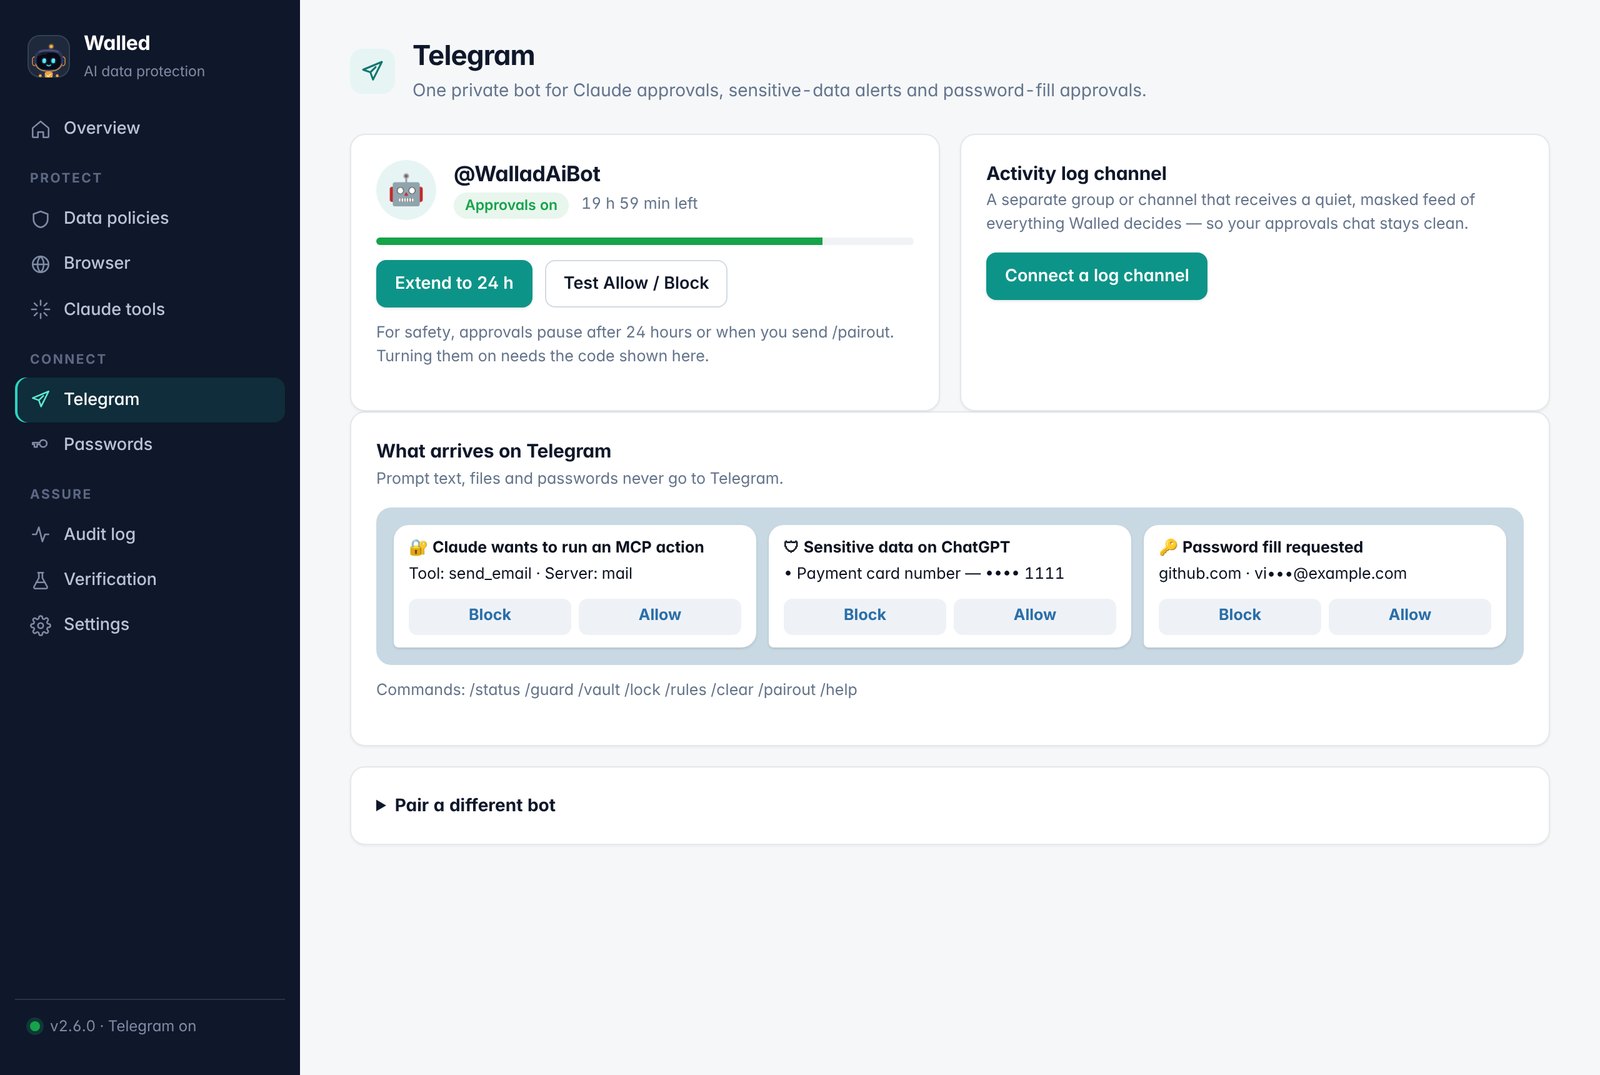 Walled
AI data protection
Overview
PROTECT
Data policies
Browser
Claude tools
CONNECT
Telegram
Passwords
ASSURE
Audit log
Verification
Settings
v2.6.0 · Telegram on
Telegram
One private bot for Claude approvals, sensitive-data alerts and password-fill approvals.
@WalladAiBot
Approvals on 19 h 59 min left
Extend to 24 h
Test Allow / Block
For safety, approvals pause after 24 hours or when you send /pairout.
Turning them on needs the code shown here.
Activity log channel
A separate group or channel that receives a quiet, masked feed of
everything Walled decides — so your approvals chat stays clean.
Connect a log channel
What arrives on Telegram
Prompt text, files and passwords never go to Telegram.
🔐 Claude wants to run an MCP action
Tool: send_email · Server: mail
Block Allow
🛡 Sensitive data on ChatGPT
• Payment card number — •••• 1111
Block Allow
🔑 Password fill requested
github.com · vi•••@example.com
Block Allow
Commands: /status /guard /vault /lock /rules /clear /pairout /help
▶ Pair a different bot